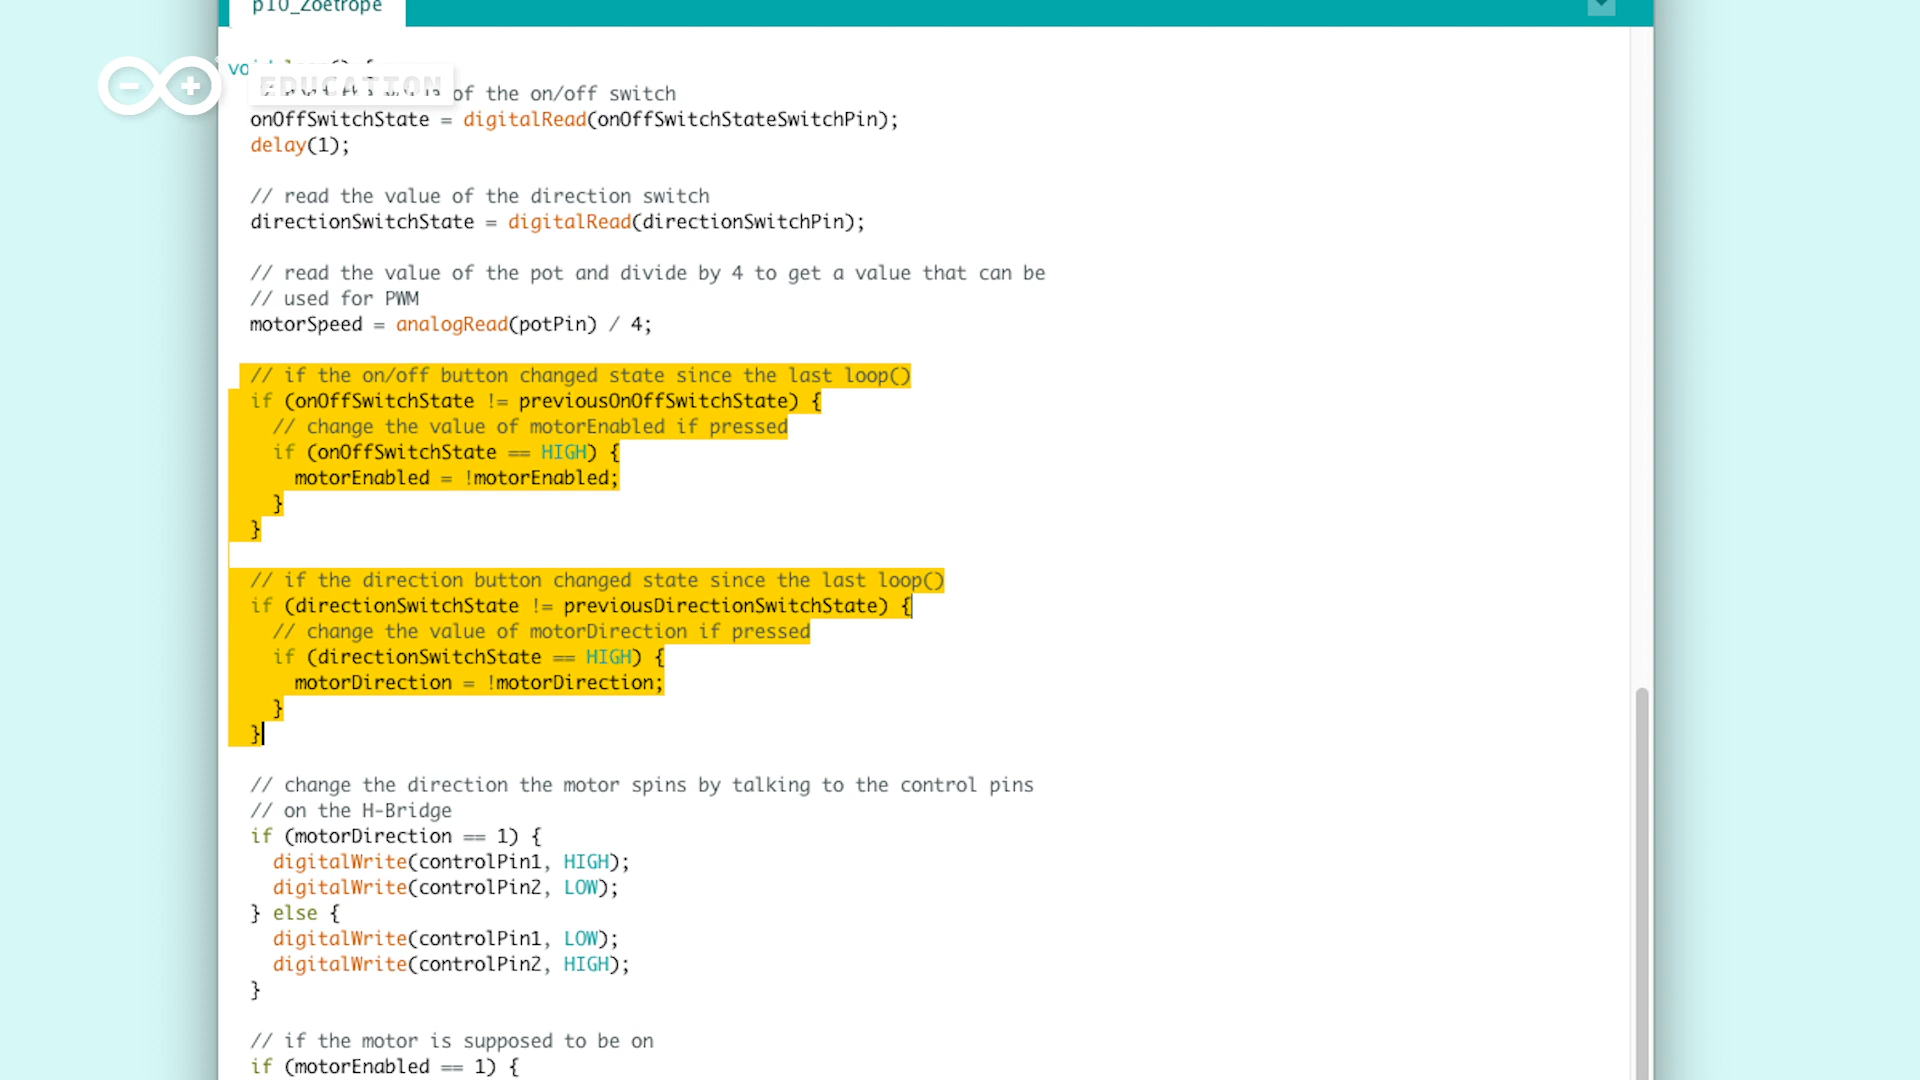 p10_Zoetrope
EDUCATION
of the on/off switch
onOffSwitchState = digitalRead(onOffSwitchStateSwitchPin);
delay(1);
// read the value of the direction switch
directionSwitchState = digitalRead(directionSwitchPin);
// read the value of the pot and divide by 4 to get a value that can be
// used for PWM
motorSpeed = analogRead(potPin) / 4;
// if the on/off button changed state since the last loop()
if (onOffSwitchState != previousOnOffSwitchState) {
// change the value of motorEnabled if pressed
if (onOffSwitchState == HIGH) {
motorEnabled = !motorEnabled;
}
}
// if the direction button changed state since the last loop()
if (directionSwitchState != previousDirectionSwitchState) {
// change the value of motorDirection if pressed
if (directionSwitchState == HIGH) {
motorDirection = !motorDirection;
}
}
// change the direction the motor spins by talking to the control pins
// on the H-Bridge
if (motorDirection == 1) {
digitalWrite(controlPin1, HIGH);
digitalWrite(controlPin2, LOW);
} else {
digitalWrite(controlPin1, LOW);
digitalWrite(controlPin2, HIGH);
}
// if the motor is supposed to be on
if (motorEnabled == 1) {